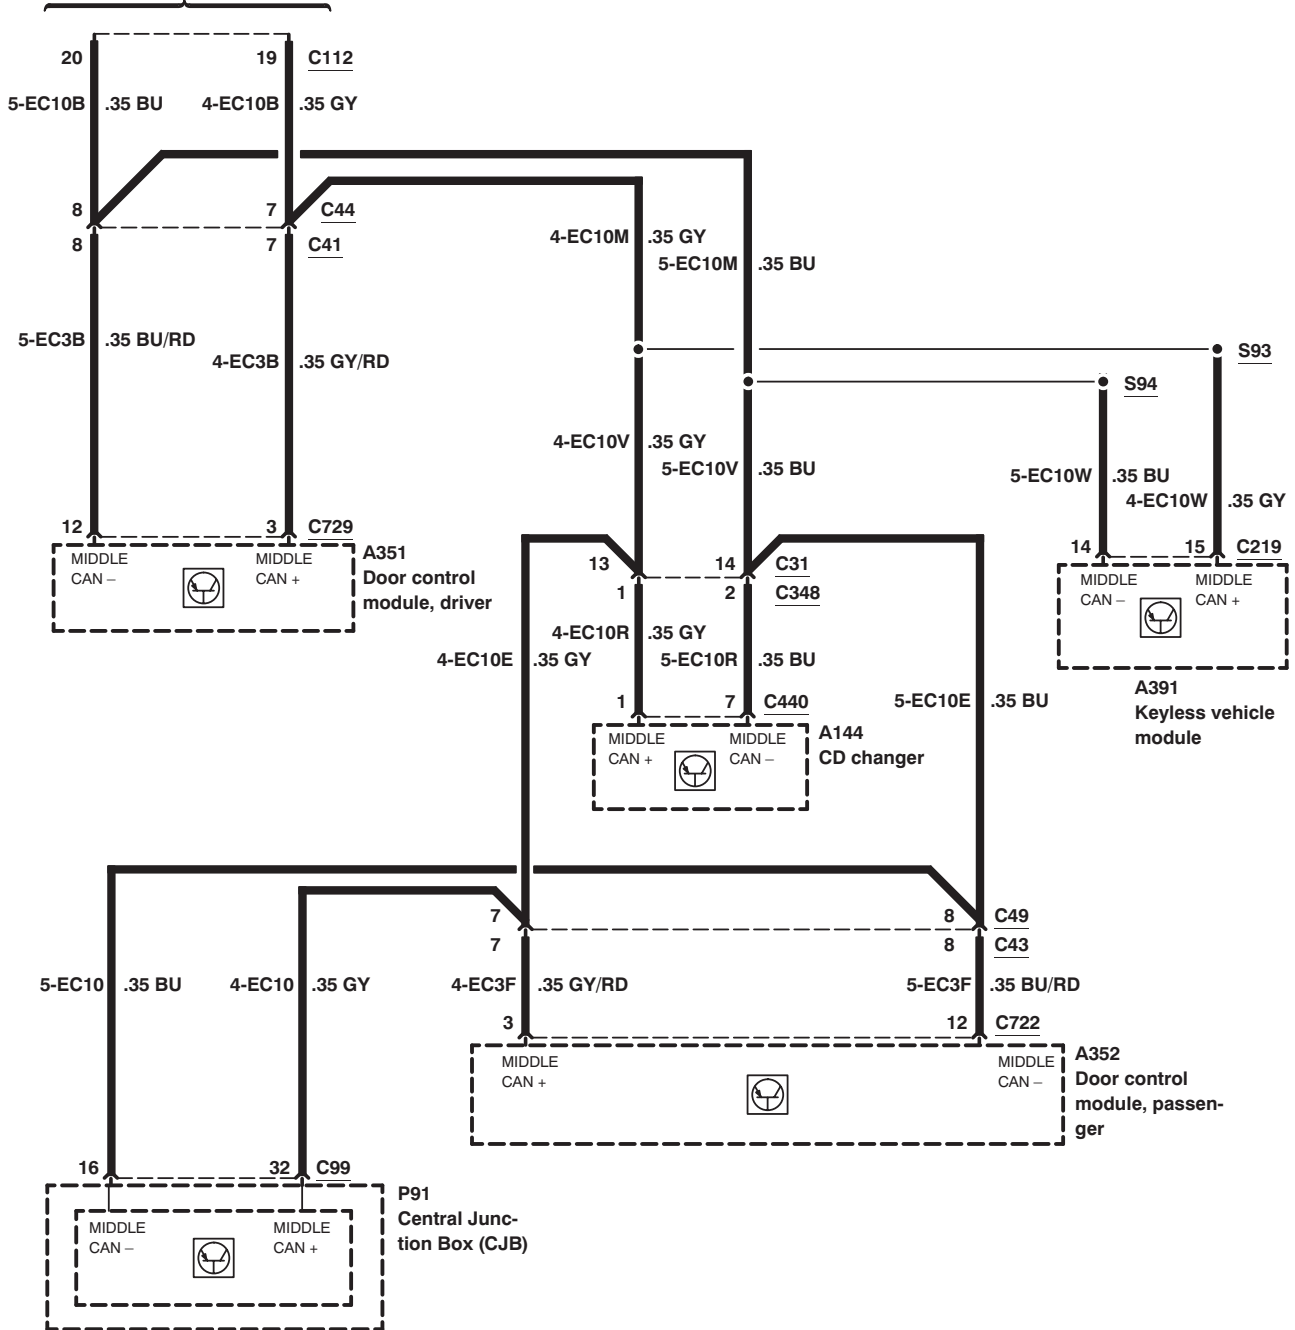 20 19 C112
5-EC10B .35 BU 4-EC10B .35 GY
8 7 C44
8 7 C41
4-EC10M .35 GY
5-EC10M .35 BU
5-EC3B .35 BU/RD
4-EC3B .35 GY/RD
S93
S94
4-EC10V .35 GY
5-EC10V .35 BU
5-EC10W .35 BU
4-EC10W .35 GY
12 3 C729
MIDDLE CAN –
MIDDLE CAN +
A351
Door control
module, driver
13 14 C31
1 2 C348
14 15 C219
MIDDLE CAN –
MIDDLE CAN +
A391
Keyless vehicle
module
4-EC10R .35 GY
4-EC10E .35 GY
5-EC10R .35 BU
5-EC10E .35 BU
1 7 C440
MIDDLE CAN +
MIDDLE CAN –
A144
CD changer
7 8 C49
7 8 C43
5-EC10 .35 BU
4-EC10 .35 GY
4-EC3F .35 GY/RD
5-EC3F .35 BU/RD
3 12 C722
MIDDLE CAN +
MIDDLE CAN –
A352
Door control
module, passen-
ger
16 32 C99
MIDDLE CAN –
MIDDLE CAN +
P91
Central Junc-
tion Box (CJB)